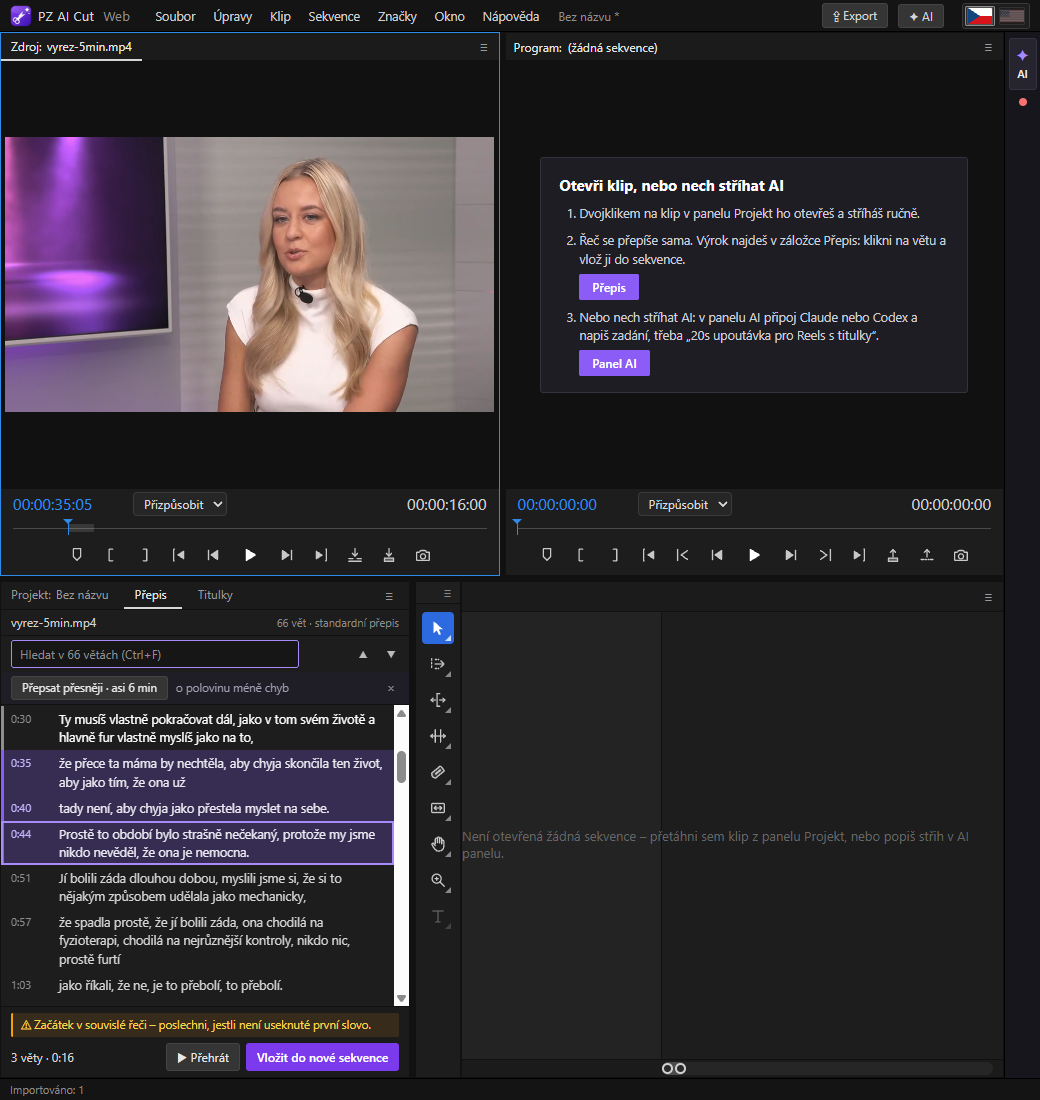 PZ AI Cut Web Soubor Úpravy Klip Sekvence Značky Okno Nápověda Bez názvu * Export AI
Zdroj: vyrez-5min.mp4
Program: (žádná sekvence)
AI
Otevři klip, nebo nech stříhat AI
1. Dvojklikem na klip v panelu Projekt ho otevřeš a stříháš ručně.
2. Řeč se přepíše sama. Výrok najdeš v záložce Přepis: klikni na větu a
vlož ji do sekvence.
Přepis
3. Nebo nech stříhat AI: v panelu AI připoj Claude nebo Codex a
napiš zadání, třeba „20s upoutávka pro Reels s titulky“.
Panel AI
00:00:35:05 Přizpůsobit 00:00:16:00
00:00:00:00 Přizpůsobit 00:00:00:00
Projekt: Bez názvu Přepis Titulky
vyrez-5min.mp4 66 vět · standardní přepis
Hledat v 66 větách (Ctrl+F)
Přepsat přesněji · asi 6 min o polovinu méně chyb ×
0:30 Ty musíš vlastně pokračovat dál, jako v tom svém životě a
hlavně fur vlastně myslíš jako na to,
0:35 že přece ta máma by nechtěla, aby chyja skončila ten život,
aby jako tím, že ona už
0:40 tady není, aby chyja jako přestela myslet na sebe.
0:44 Prostě to období bylo strašně nečekaný, protože my jsme
nikdo nevěděl, že ona je nemocna.
0:51 Jí bolili záda dlouhou dobou, myslili jsme si, že si to
nějakým způsobem udělala jako mechanicky,
0:57 že spadla prostě, že jí bolili záda, ona chodilá na
fyzioterapi, chodilá na nejrůznější kontroly, nikdo nic,
prostě furtí
1:03 jako říkali, že ne, je to přebolí, to přebolí.
⚠ Začátek v souvislé řeči – poslechni, jestli není useknuté první slovo.
3 věty · 0:16 ▶ Přehrát Vložit do nové sekvence
T
Není otevřená žádná sekvence – přetáhni sem klip z panelu Projekt, nebo popiš střih v AI
panelu.
Importováno: 1